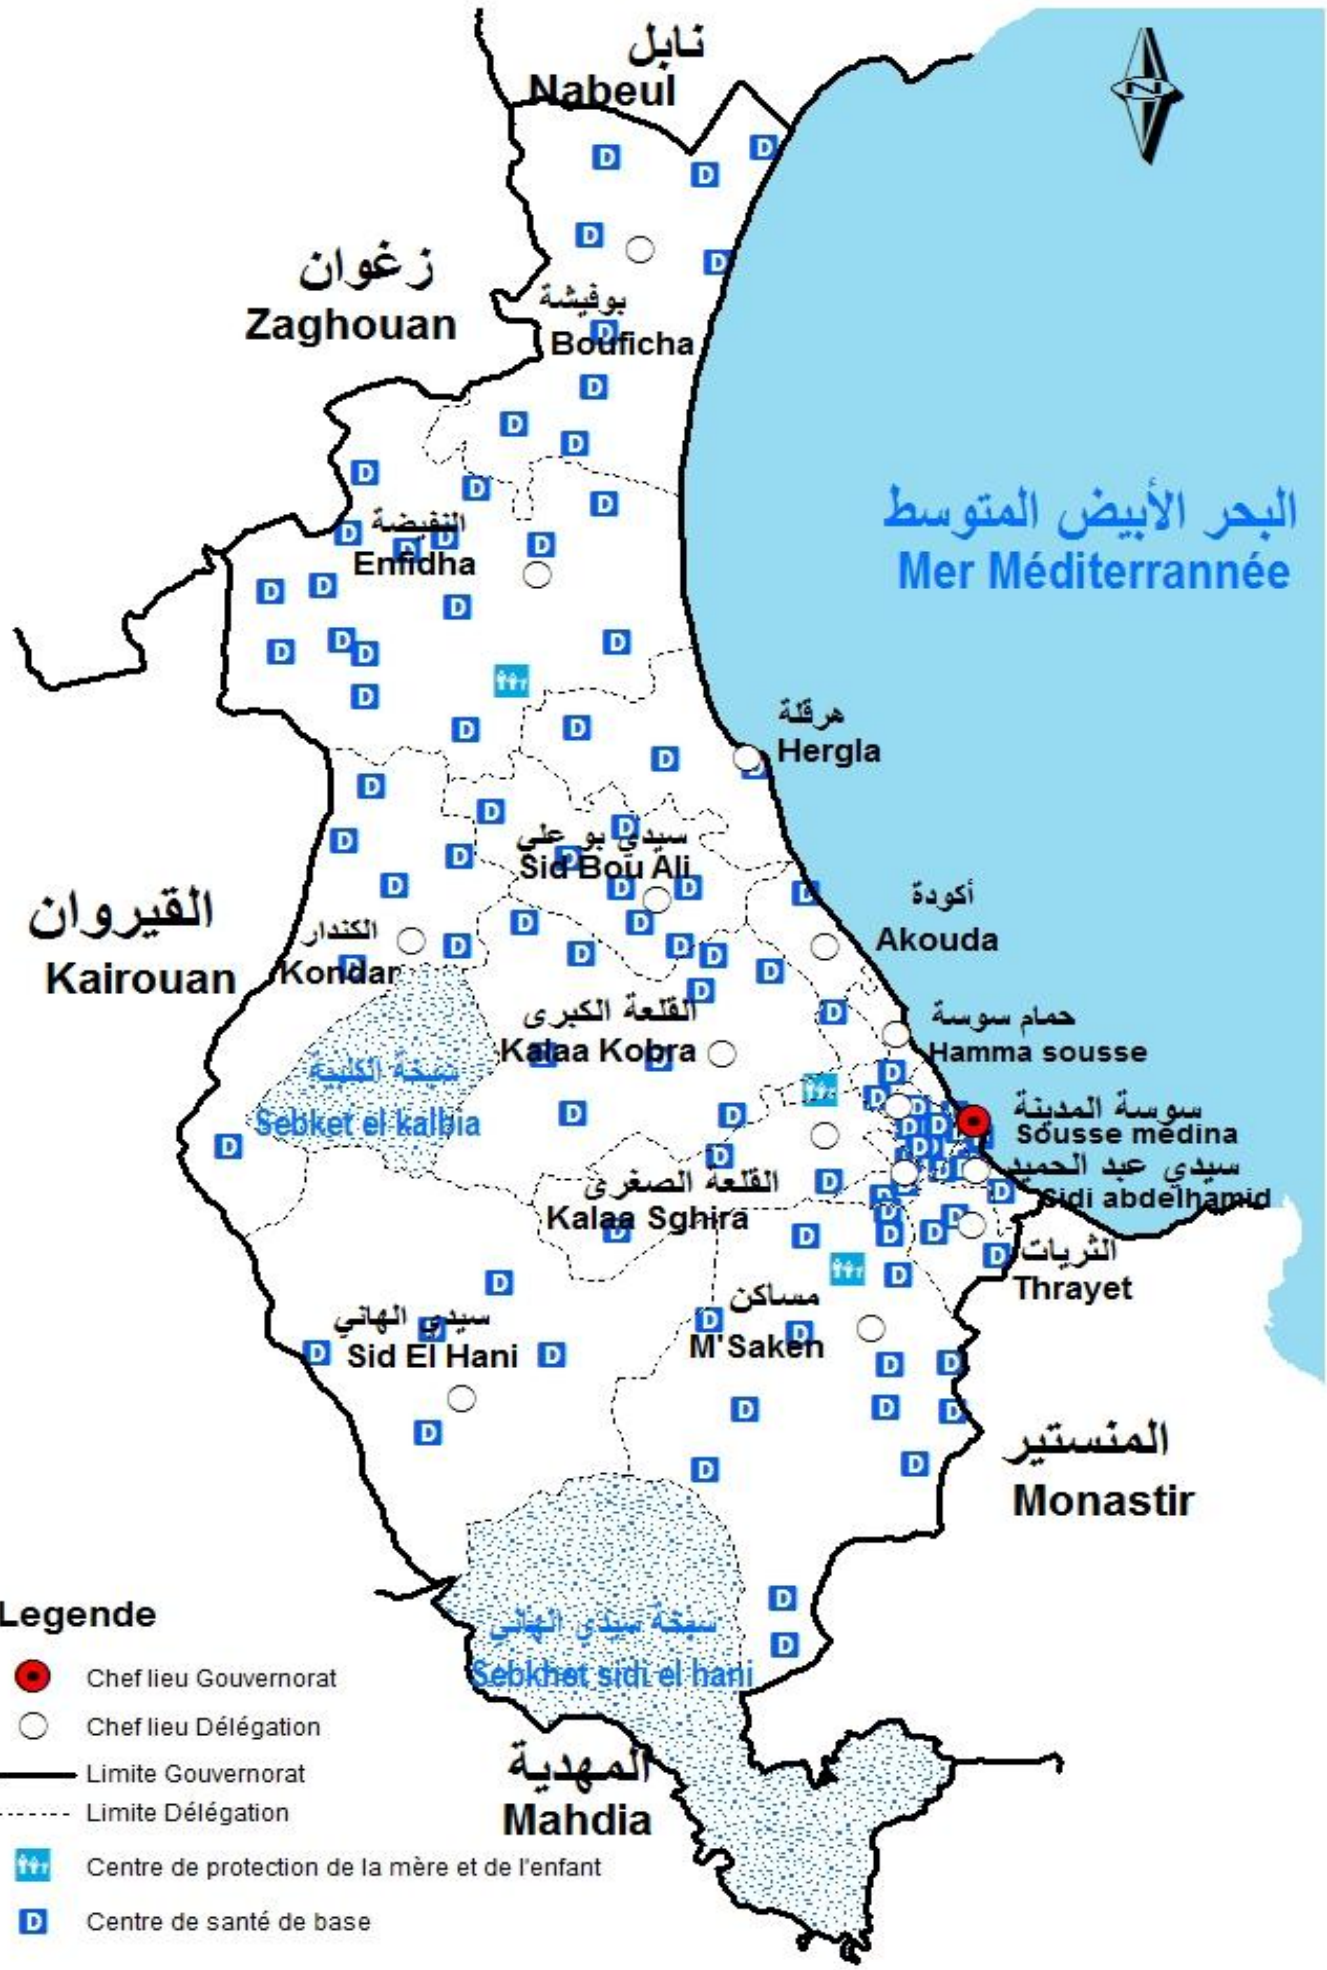 نابل
Nabeul
N
زغوان
Zaghouan
بوفيشة
Bouficha
البحر الأبيض المتوسط
Mer Méditerrannée
النفيضة
Enfidha
هرقلة
Hergla
سيدي بو علي
Sid Bou Ali
أكودة
Akouda
القيروان
Kairouan
الكندار
Kondar
القلعة الكبرى
Kalaa Kobra
حمام سوسة
Hamma sousse
سبخة الكلبية
Sebket el kalbia
سوسة المدينة
Sousse médina
سيدي عبد الحميد
Sidi abdelhamid
القلعة الصغرى
Kalaa Sghira
الثريات
Thrayet
مساكن
M'Saken
سيدي الهاني
Sid El Hani
المنستير
Monastir
سبخة سيدي الهاني
Sebkhet sidi el hani
المهدية
Mahdia
Legende
Chef lieu Gouvernorat
Chef lieu Délégation
Limite Gouvernorat
Limite Délégation
Centre de protection de la mère et de l'enfant
D Centre de santé de base